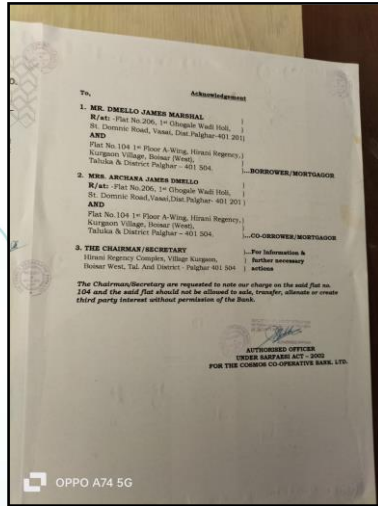 To,
Acknowledgement
1. MR. DMELLO JAMES MARSHAL
R/at: -Flat No.206, 1st Ghogale Wadi Holi, )
St. Domnic Road, Vasai, Dist.Palghar-401 201)
AND
Flat No.104 1st Floor A-Wing, Hirani Regency,)
Kurgaon Village, Boisar (West), )
Taluka & District Palghar – 401 504. )...BORROWER/MORTGAGOR
2. MRS. ARCHANA JAMES DMELLO )
R/at: -Flat No.206, 1st Ghogale Wadi Holi, )
St. Domnic Road,Vasai,Dist.Palghar- 401 201 )
AND
Flat No.104 1st Floor A-Wing, Hirani Regency,)
Kurgaon Village, Boisar (West), )
Taluka & District Palghar – 401 504. )...CO-OBRROWER/MORTGAGOR
3. THE CHAIRMAN/SECRETARY )...For Information &
Hirani Regency Complex, Village Kurgaon, ) further necessary
Boisar West, Tal. And District - Palghar 401 504 ) actions
The Chairman/Secretary are requested to note our charge on the said flat no.
104 and the said flat should not be allowed to sale, transfer, alienate or create
third party interest without permission of the Bank.
AUTHORISED OFFICER
UNDER SARFAESI ACT – 2002
FOR THE COSMOS CO-OPERATIVE BANK, LTD.
OPPO A74 5G